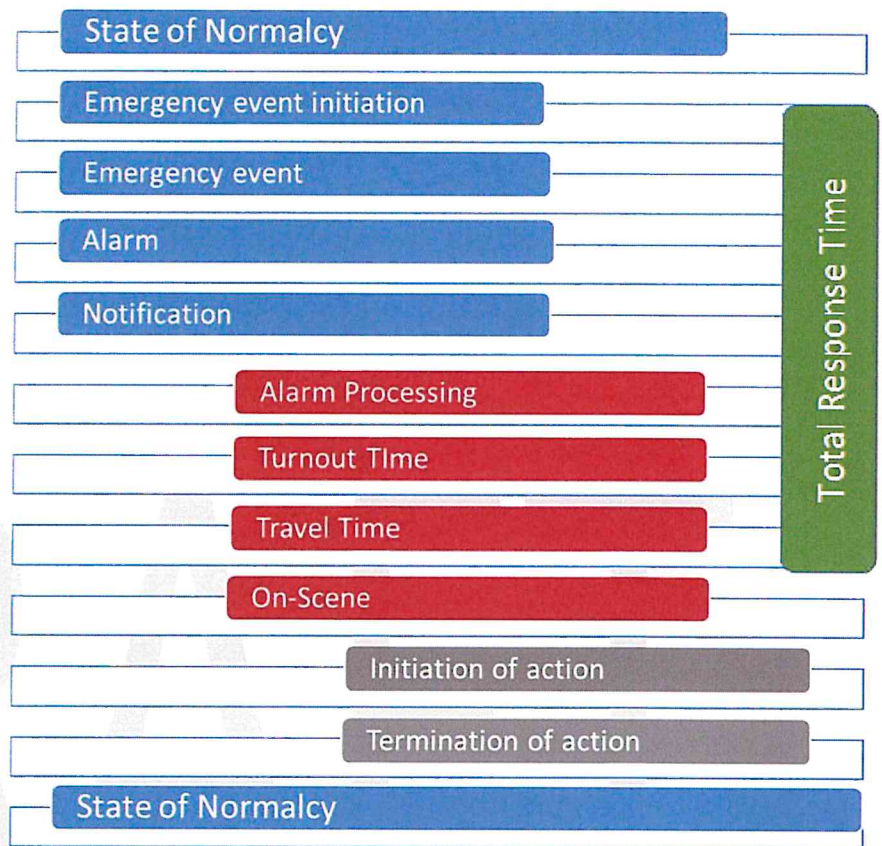 State of Normalcy
Emergency event initiation
Emergency event
Alarm
Notification
Alarm Processing
Turnout TIme
Travel Time
On-Scene
Initiation of action
Termination of action
State of Normalcy
Total Response Time